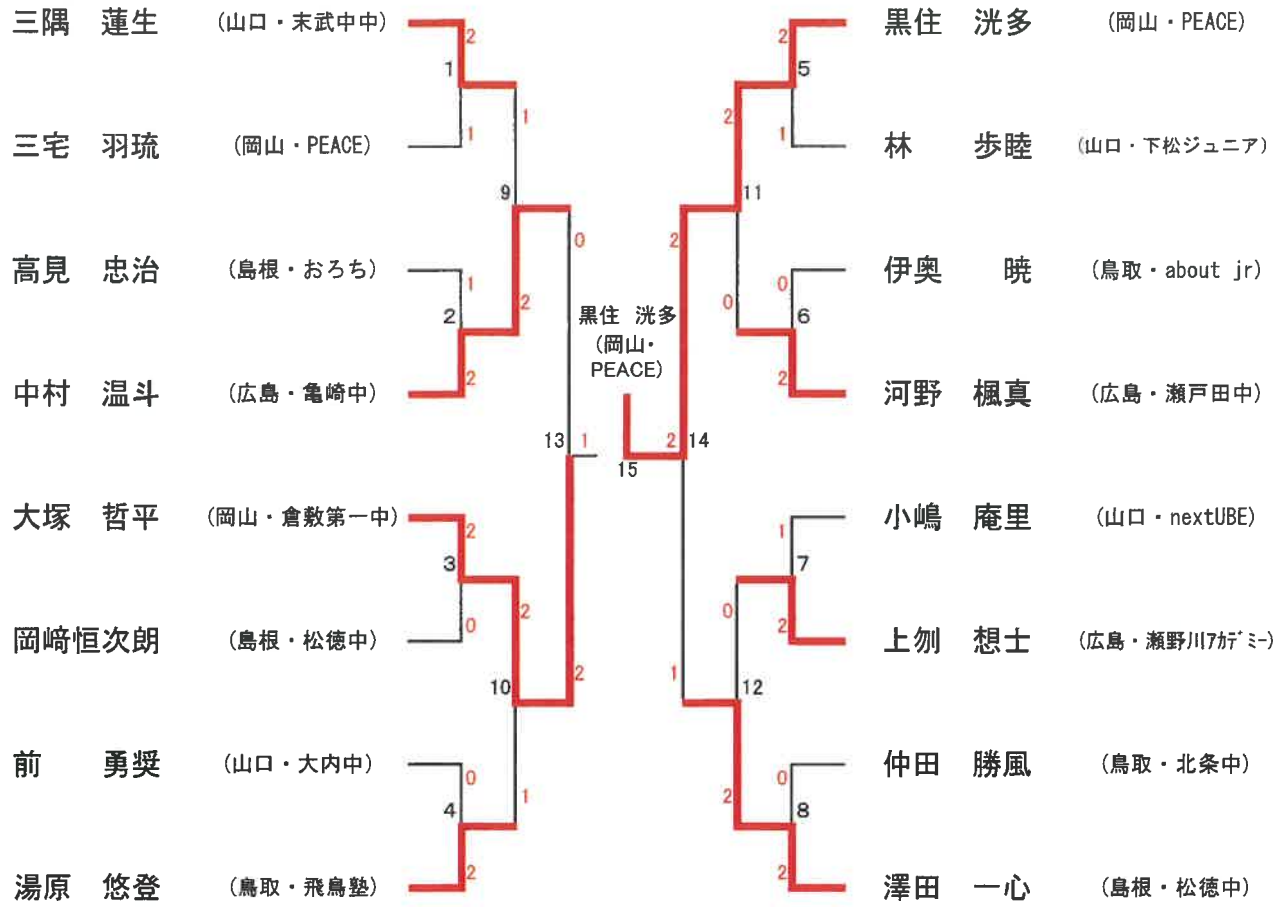 三隅 蓮生 (山口・末武中中) 2 2 黒住 洸多 (岡山・PEACE)
1 5
1 2
三宅 羽琉 (岡山・PEACE) 1 1 林 歩睦 (山口・下松ジュニア)
9 11
高見 忠治 (島根・おろち) 1 0 2 0 伊奥 暁 (鳥取・about jr)
2 2 黒住 洸多 0 6
(岡山・
PEACE)
中村 温斗 (広島・亀崎中) 2 2 河野 楓真 (広島・瀬戸田中)
13 1 2 14
15
大塚 哲平 (岡山・倉敷第一中) 2 1 小嶋 庵里 (山口・nextUBE)
3 7
2 0
岡﨑恒次朗 (島根・松徳中) 0 2 上刎 想士 (広島・瀬野川ｱｶﾃﾞﾐｰ)
10 2 1 12
前 勇奨 (山口・大内中) 0 0 仲田 勝風 (鳥取・北条中)
4 1 2 8
湯原 悠登 (鳥取・飛鳥塾) 2 2 澤田 一心 (島根・松徳中)